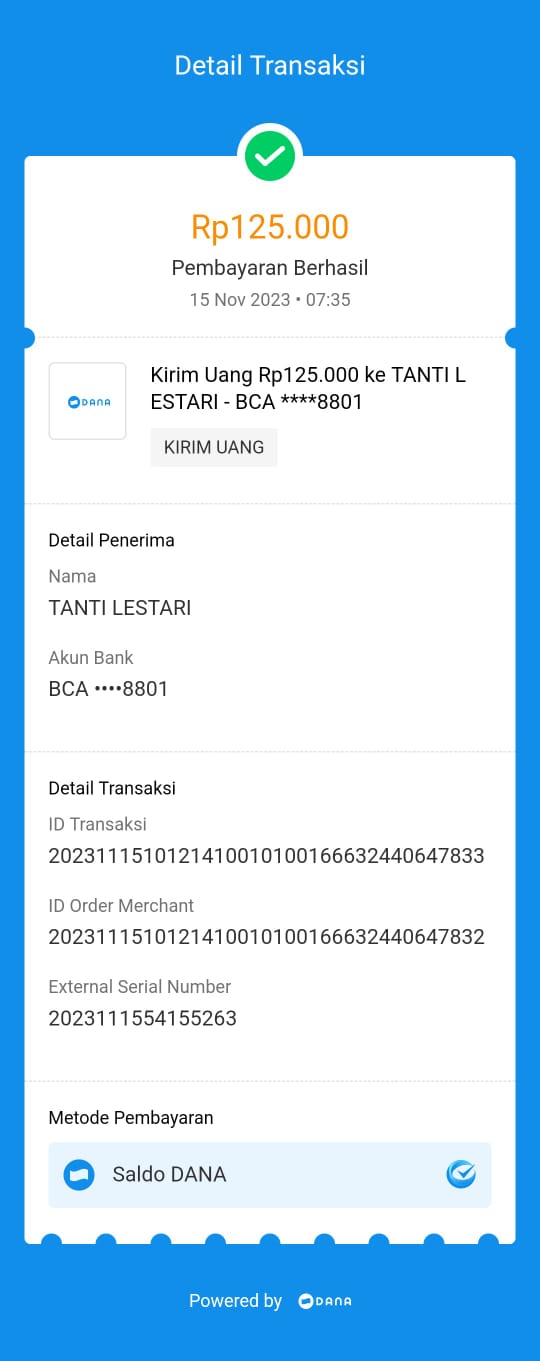 Detail Transaksi
Rp125.000
Pembayaran Berhasil
15 Nov 2023 • 07:35
DANA
Kirim Uang Rp125.000 ke TANTI L
ESTARI - BCA ****8801
KIRIM UANG
Detail Penerima
Nama
TANTI LESTARI
Akun Bank
BCA ••••8801
Detail Transaksi
ID Transaksi
2023111510121410010100166632440647833
ID Order Merchant
2023111510121410010100166632440647832
External Serial Number
2023111554155263
Metode Pembayaran
Saldo DANA
Powered by DANA